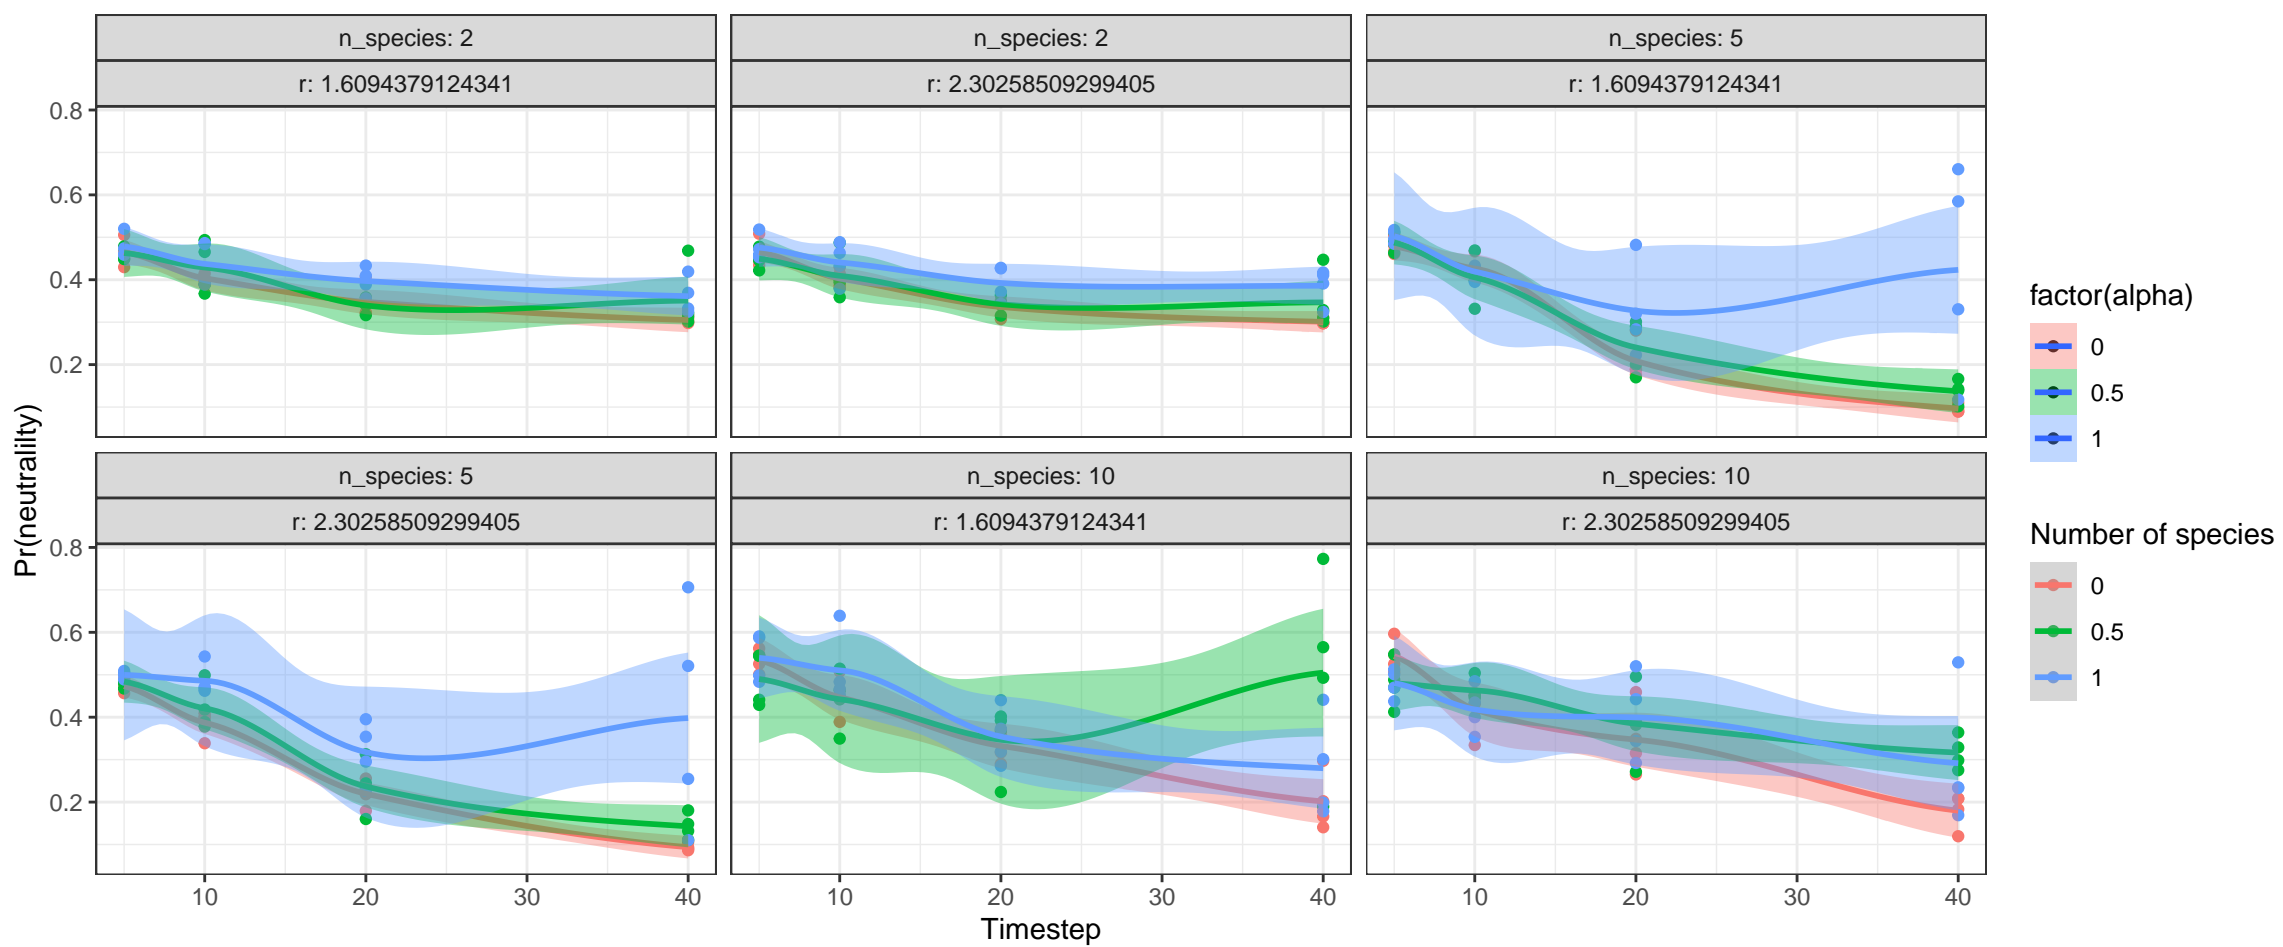 n_species: 2
n_species: 2
n_species: 5
r: 1.6094379124341
r: 2.30258509299405
r: 1.6094379124341
0.8
0.6
0.4
0.2
n_species: 5
n_species: 10
n_species: 10
r: 2.30258509299405
r: 1.6094379124341
r: 2.30258509299405
0.8
0.6
0.4
0.2
10
20
30
40
10
20
30
40
10
20
30
40
Timestep
Pr(neutralilty)
factor(alpha)
0
0.5
1
Number of species
0
0.5
1